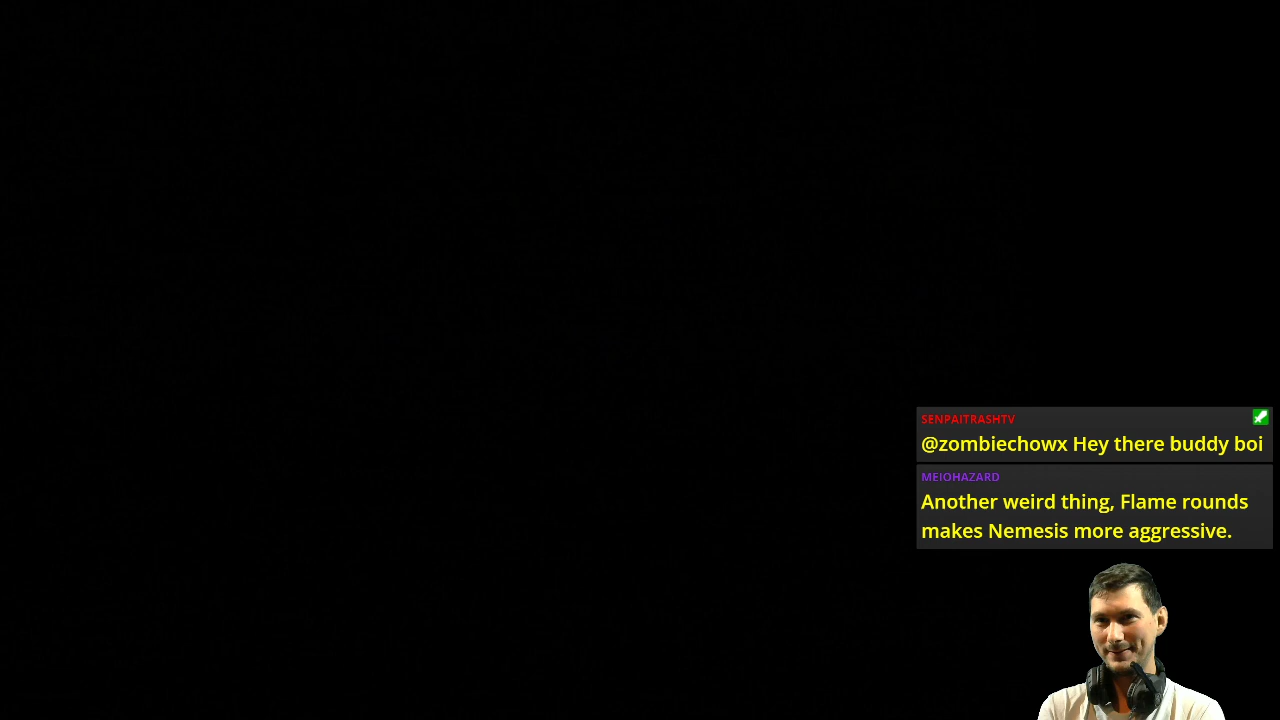 SENPAITRASHTV
@zombiechowx Hey there buddy boi
MEIOHAZARD
Another weird thing, Flame rounds
makes Nemesis more aggressive.